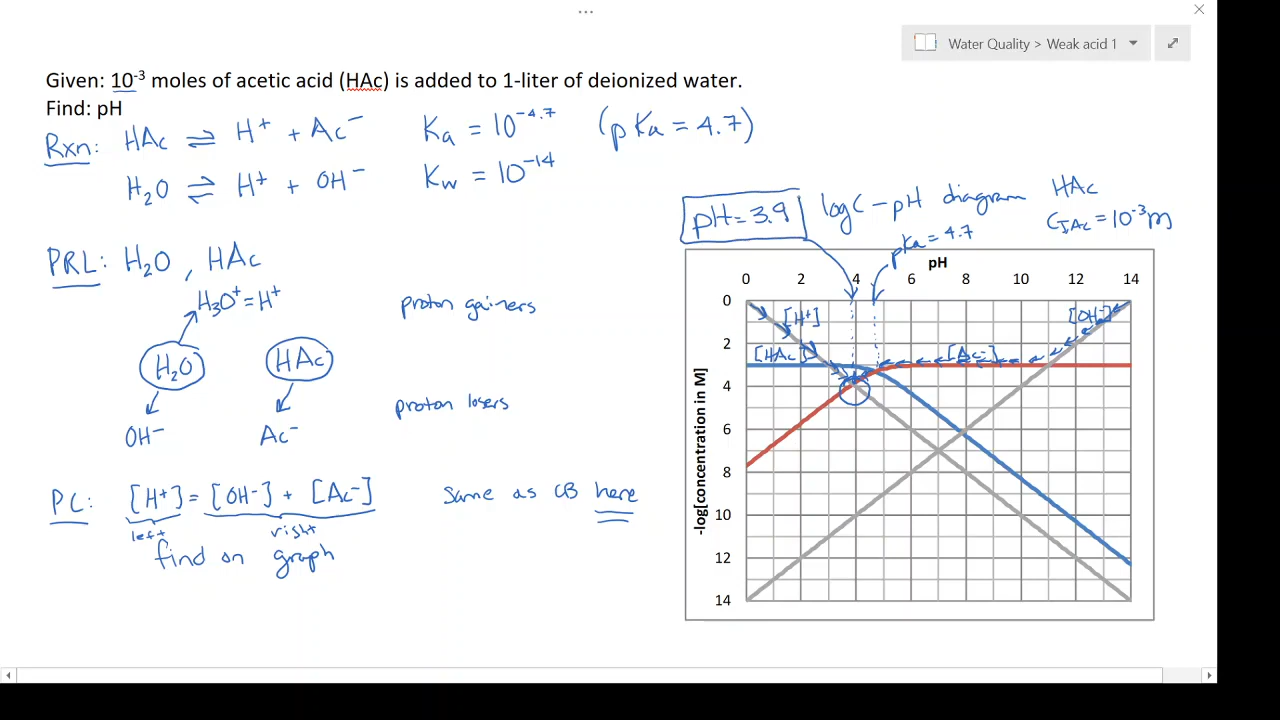 Water Quality > Weak acid 1
Given: 10⁻³ moles of acetic acid (HAc) is added to 1-liter of deionized water.
Find: pH
Rxn: HAc ⇌ H⁺ + Ac⁻ Ka = 10⁻⁴·⁷ (pKa = 4.7)
H₂O ⇌ H⁺ + OH⁻ Kw = 10⁻¹⁴
PRL: H₂O, HAc
H₃O⁺ = H⁺ proton gainers
H₂O HAc
OH⁻ Ac⁻ proton losers
PC: [H⁺] = [OH⁻] + [Ac⁻] Same as CB here
left right
find on graph
pH = 3.9
logC - pH diagram HAc
C_T,Ac = 10⁻³ M
pKa = 4.7
pH
0 2 4 6 8 10 12 14
0
2
4
6
8
10
12
14
-log[concentration in M]
[H⁺] [OH⁻]
[HAc] [Ac⁻]